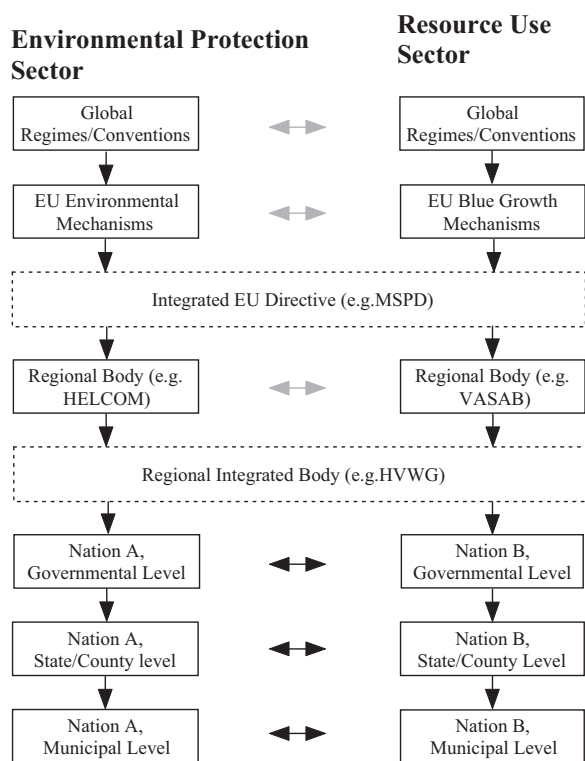 Environmental Protection
Sector
Resource Use
Sector
Global
Regimes/Conventions
Global
Regimes/Conventions
EU Environmental
Mechanisms
EU Blue Growth
Mechanisms
Integrated EU Directive (e.g.MSPD)
Regional Body (e.g.
HELCOM)
Regional Body (e.g.
VASAB)
Regional Integrated Body (e.g.HVWG)
Nation A,
Governmental Level
Nation B,
Governmental Level
Nation A,
State/County level
Nation B,
State/County Level
Nation A,
Municipal Level
Nation B,
Municipal Level